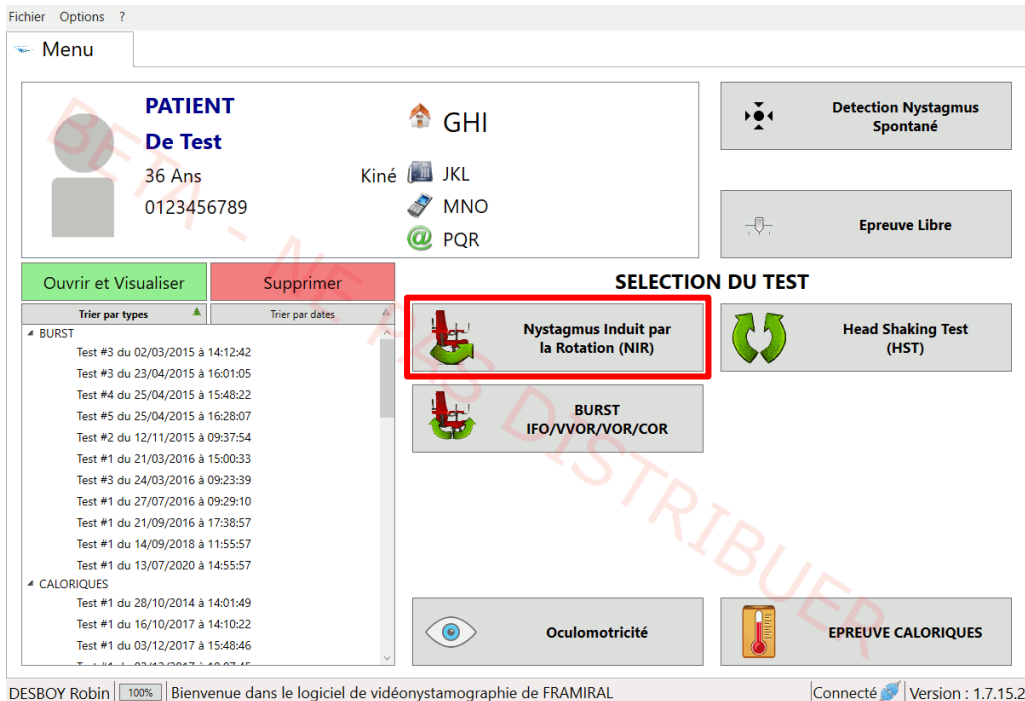 Fichier Options ?
Menu
PATIENT
De Test
36 Ans
0123456789
GHI
Kiné JKL
MNO
PQR
Detection Nystagmus
Spontané
Epreuve Libre
Ouvrir et Visualiser
Supprimer
SELECTION DU TEST
Trier par types
Trier par dates
BURST
Test #3 du 02/03/2015 à 14:12:42
Test #3 du 23/04/2015 à 16:01:05
Test #4 du 25/04/2015 à 15:48:22
Test #5 du 25/04/2015 à 16:28:07
Test #2 du 12/11/2015 à 09:37:54
Test #1 du 21/03/2016 à 15:00:33
Test #3 du 24/03/2016 à 09:23:39
Test #1 du 27/07/2016 à 09:29:10
Test #1 du 21/09/2016 à 17:38:57
Test #1 du 14/09/2018 à 11:55:57
Test #1 du 13/07/2020 à 14:55:57
CALORIQUES
Test #1 du 28/10/2014 à 14:01:49
Test #1 du 16/10/2017 à 14:10:22
Test #1 du 03/12/2017 à 15:48:46
Nystagmus Induit par
la Rotation (NIR)
Head Shaking Test
(HST)
BURST
IFO/VVOR/VOR/COR
Oculomotricité
EPREUVE CALORIQUES
BETA - NE PAS DISTRIBUER
DESBOY Robin 100% Bienvenue dans le logiciel de vidéonystamographie de FRAMIRAL
Connecté Version : 1.7.15.2